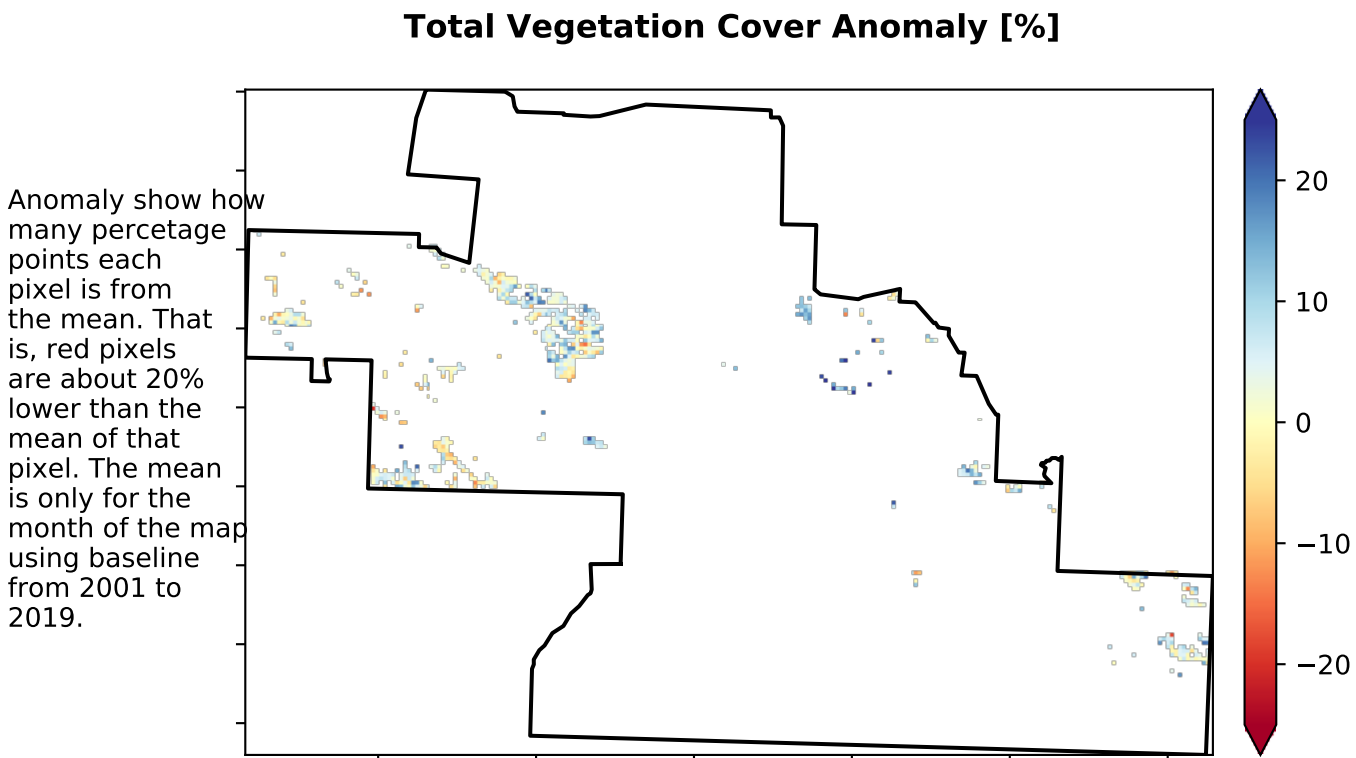 Total Vegetation Cover Anomaly [%]
Anomaly show how
many percetage
points each
pixel is from
the mean. That
is, red pixels
are about 20%
lower than the
mean of that
pixel. The mean
is only for the
month of the map
using baseline
from 2001 to
2019.
20
10
0
−10
−20